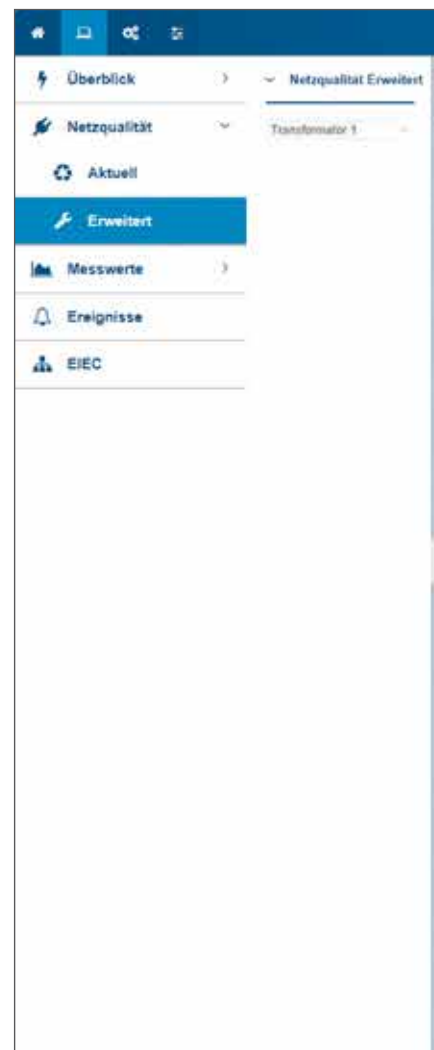 Überblick
Netzqualität Erweitert
Netzqualität
Transformator 1
Aktuell
Erweitert
Messwerte
Ereignisse
EIEC